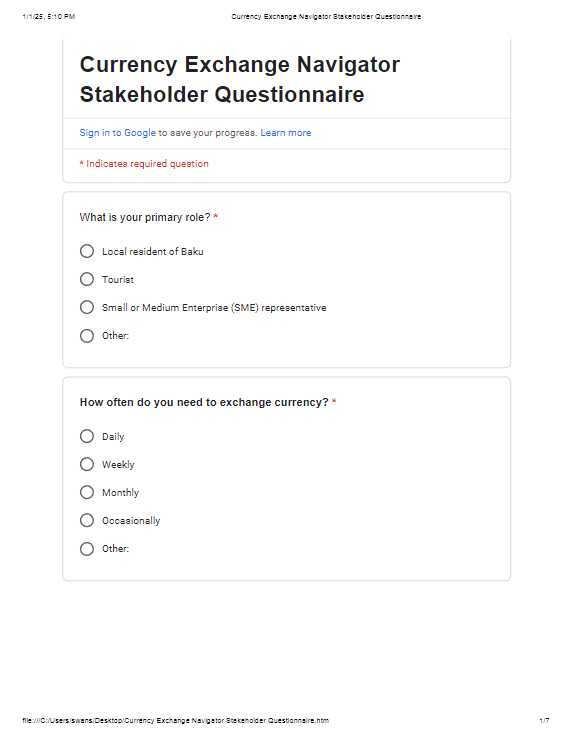 1/1/25, 5:10 PM
Currency Exchange Navigator Stakeholder Questionnaire
Currency Exchange Navigator
Stakeholder Questionnaire
Sign in to Google to save your progress. Learn more
* Indicates required question
What is your primary role? *
Local resident of Baku
Tourist
Small or Medium Enterprise (SME) representative
Other:
How often do you need to exchange currency? *
Daily
Weekly
Monthly
Occasionally
Other:
file:///C:/Users/swans/Desktop/Currency Exchange Navigator Stakeholder Questionnaire.htm
1/7